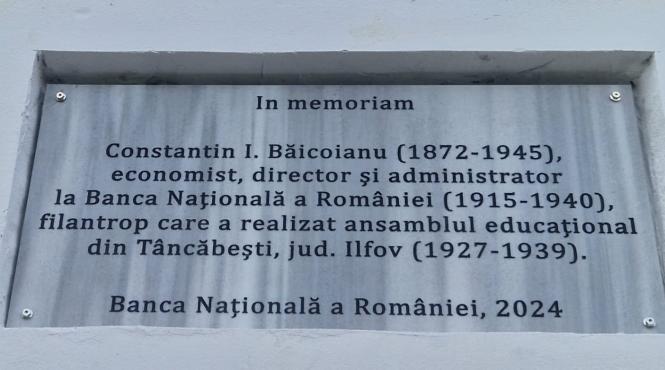 In memoriam
Constantin I. Băicoianu (1872-1945),
economist, director şi administrator
la Banca Naţională a României (1915-1940),
filantrop care a realizat ansamblul educaţional
din Tâncăbeşti, jud. Ilfov (1927-1939).
Banca Naţională a României, 2024